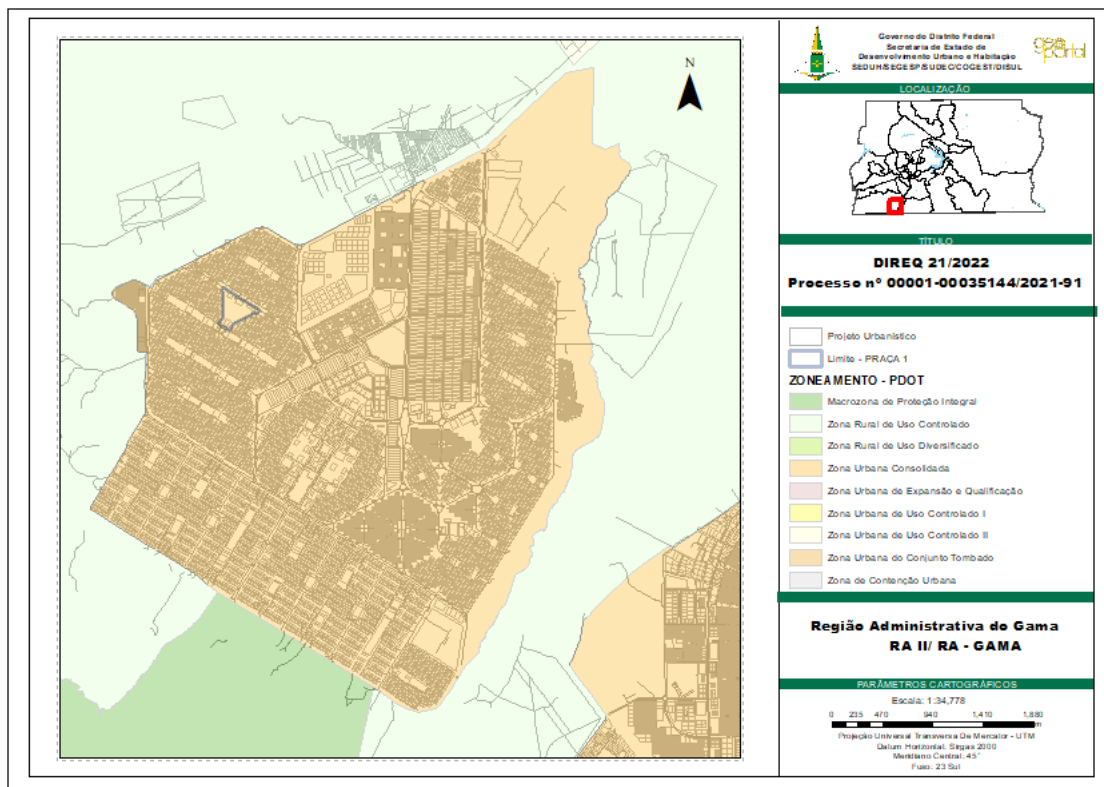 Governo do Distrito Federal
Secretaria de Estado de
Desenvolvimento Urbano e Habitação
SEDUH/SEGESP/SUDEC/COGEST/DISUL
geo
portal
LOCALIZAÇÃO
N
TÍTULO
DIREQ 21/2022
Processo nº 00001-00035144/2021-91
Projeto Urbanístico
Limite - PRAÇA 1
ZONEAMENTO - PDOT
Macrozona de Proteção Integral
Zona Rural de Uso Controlado
Zona Rural de Uso Diversificado
Zona Urbana Consolidada
Zona Urbana de Expansão e Qualificação
Zona Urbana de Uso Controlado I
Zona Urbana de Uso Controlado II
Zona Urbana do Conjunto Tombado
Zona de Contenção Urbana
Região Administrativa do Gama
RA II/ RA - GAMA
PARÂMETROS CARTOGRÁFICOS
Escala: 1:34,778
0 235 470 940 1,410 1,880
m
Projeção Universal Transversa De Mercator - UTM
Datum Horizontal: Sirgas 2000
Meridiano Central: 45°
Fuso: 23 Sul